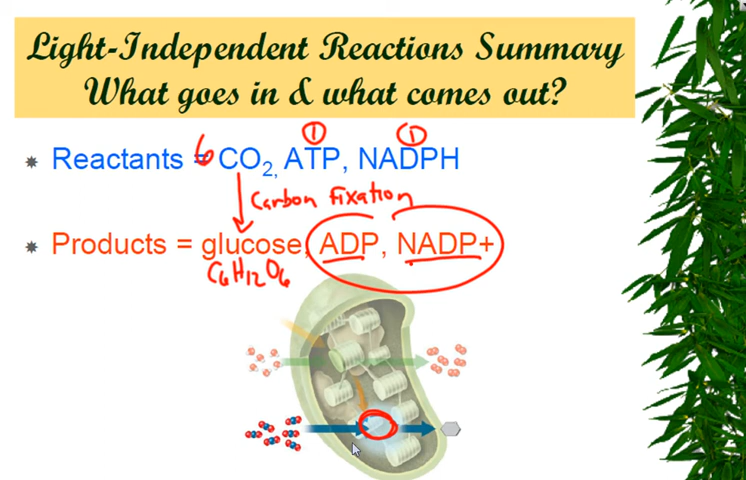 Light-Independent Reactions Summary
What goes in & what comes out?
① ①
Reactants = 6 CO₂, ATP, NADPH
Carbon Fixation
Products = glucose, ADP, NADP+
C₆H₁₂O₆